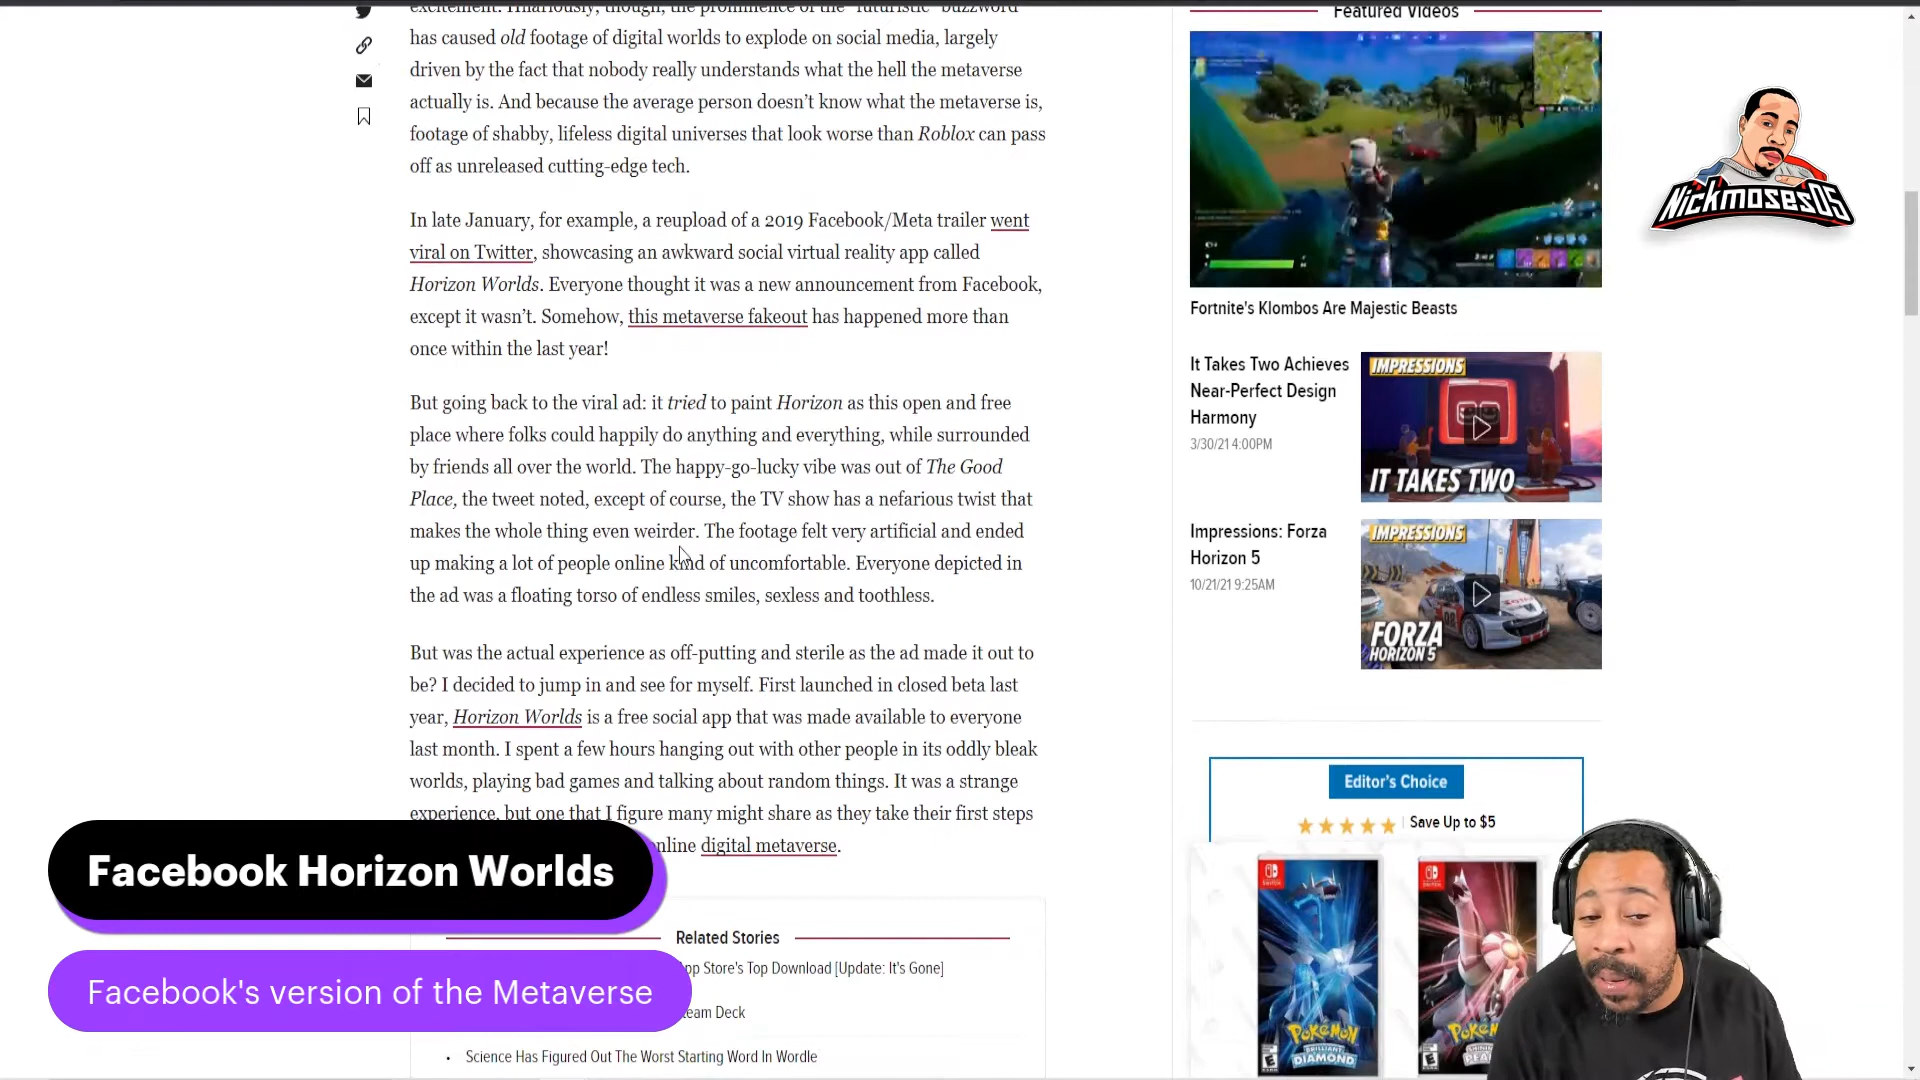 excitement. Hilariously, though, the prominence of the "futuristic" buzzword
has caused old footage of digital worlds to explode on social media, largely
driven by the fact that nobody really understands what the hell the metaverse
actually is. And because the average person doesn't know what the metaverse is,
footage of shabby, lifeless digital universes that look worse than Roblox can pass
off as unreleased cutting-edge tech.
In late January, for example, a reupload of a 2019 Facebook/Meta trailer went
viral on Twitter, showcasing an awkward social virtual reality app called
Horizon Worlds. Everyone thought it was a new announcement from Facebook,
except it wasn't. Somehow, this metaverse fakeout has happened more than
once within the last year!
But going back to the viral ad: it tried to paint Horizon as this open and free
place where folks could happily do anything and everything, while surrounded
by friends all over the world. The happy-go-lucky vibe was out of The Good
Place, the tweet noted, except of course, the TV show has a nefarious twist that
makes the whole thing even weirder. The footage felt very artificial and ended
up making a lot of people online kind of uncomfortable. Everyone depicted in
the ad was a floating torso of endless smiles, sexless and toothless.
But was the actual experience as off-putting and sterile as the ad made it out to
be? I decided to jump in and see for myself. First launched in closed beta last
year, Horizon Worlds is a free social app that was made available to everyone
last month. I spent a few hours hanging out with other people in its oddly bleak
worlds, playing bad games and talking about random things. It was a strange
experience, but one that I figure many might share as they take their first steps
online digital metaverse.
Related Stories
App Store's Top Download [Update: It's Gone]
Steam Deck
• Science Has Figured Out The Worst Starting Word In Wordle
Facebook Horizon Worlds
Facebook's version of the Metaverse
Featured Videos
Fortnite's Klombos Are Majestic Beasts
It Takes Two Achieves
Near-Perfect Design
Harmony
3/30/21 4:00PM
IMPRESSIONS
IT TAKES TWO
Impressions: Forza
Horizon 5
10/21/21 9:25AM
IMPRESSIONS
FORZA
HORIZON 5
Editor's Choice
Save Up to $5
SWITCH
POKÉMON
BRILLIANT
DIAMOND
SWITCH
NickmosesO5